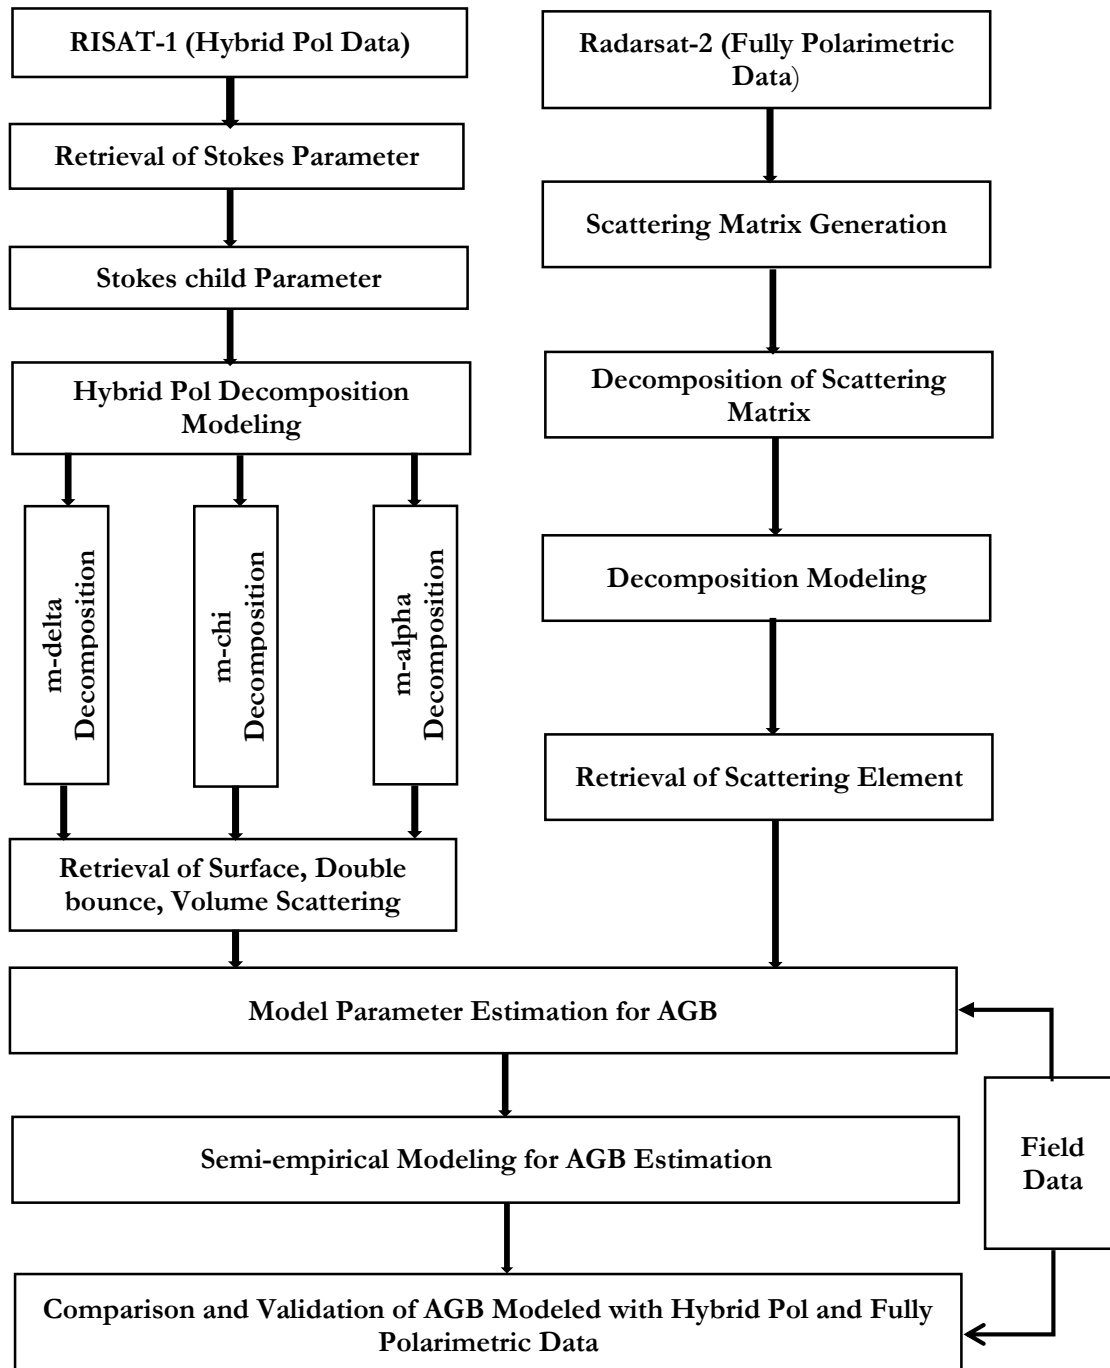 RISAT-1 (Hybrid Pol Data)
Retrieval of Stokes Parameter
Stokes child Parameter
Hybrid Pol Decomposition
Modeling
m-delta
Decomposition
m-chi
Decomposition
m-alpha
Decomposition
Retrieval of Surface, Double
bounce, Volume Scattering
Radarsat-2 (Fully Polarimetric
Data)
Scattering Matrix Generation
Decomposition of Scattering
Matrix
Decomposition Modeling
Retrieval of Scattering Element
Model Parameter Estimation for AGB
Semi-empirical Modeling for AGB Estimation
Field
Data
Comparison and Validation of AGB Modeled with Hybrid Pol and Fully
Polarimetric Data